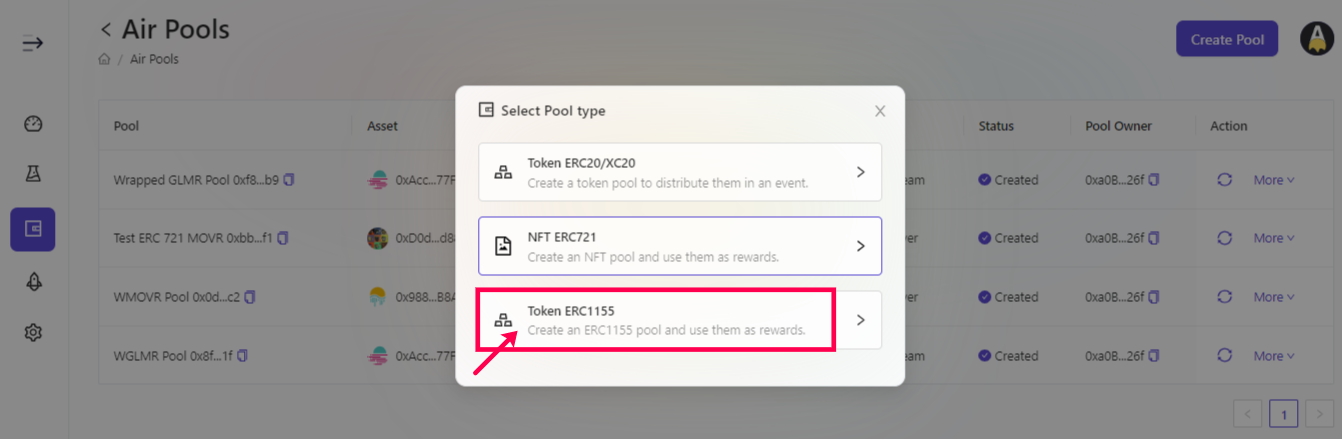 Air Pools
Create Pool
/ Air Pools
Select Pool type
Pool Asset Status Pool Owner Action
Token ERC20/XC20
Create a token pool to distribute them in an event.
Wrapped GLMR Pool 0xf8...b9 0xAcc...77F eam Created 0xa0B...26f More
NFT ERC721
Create an NFT pool and use them as rewards.
Test ERC 721 MOVR 0xbb...f1 0xD0d...d8 er Created 0xa0B...26f More
Token ERC1155
Create an ERC1155 pool and use them as rewards.
WMOVR Pool 0x0d...c2 0x988...B8A er Created 0xa0B...26f More
WGLMR Pool 0x8f...1f 0xAcc...77F eam Created 0xa0B...26f More
1